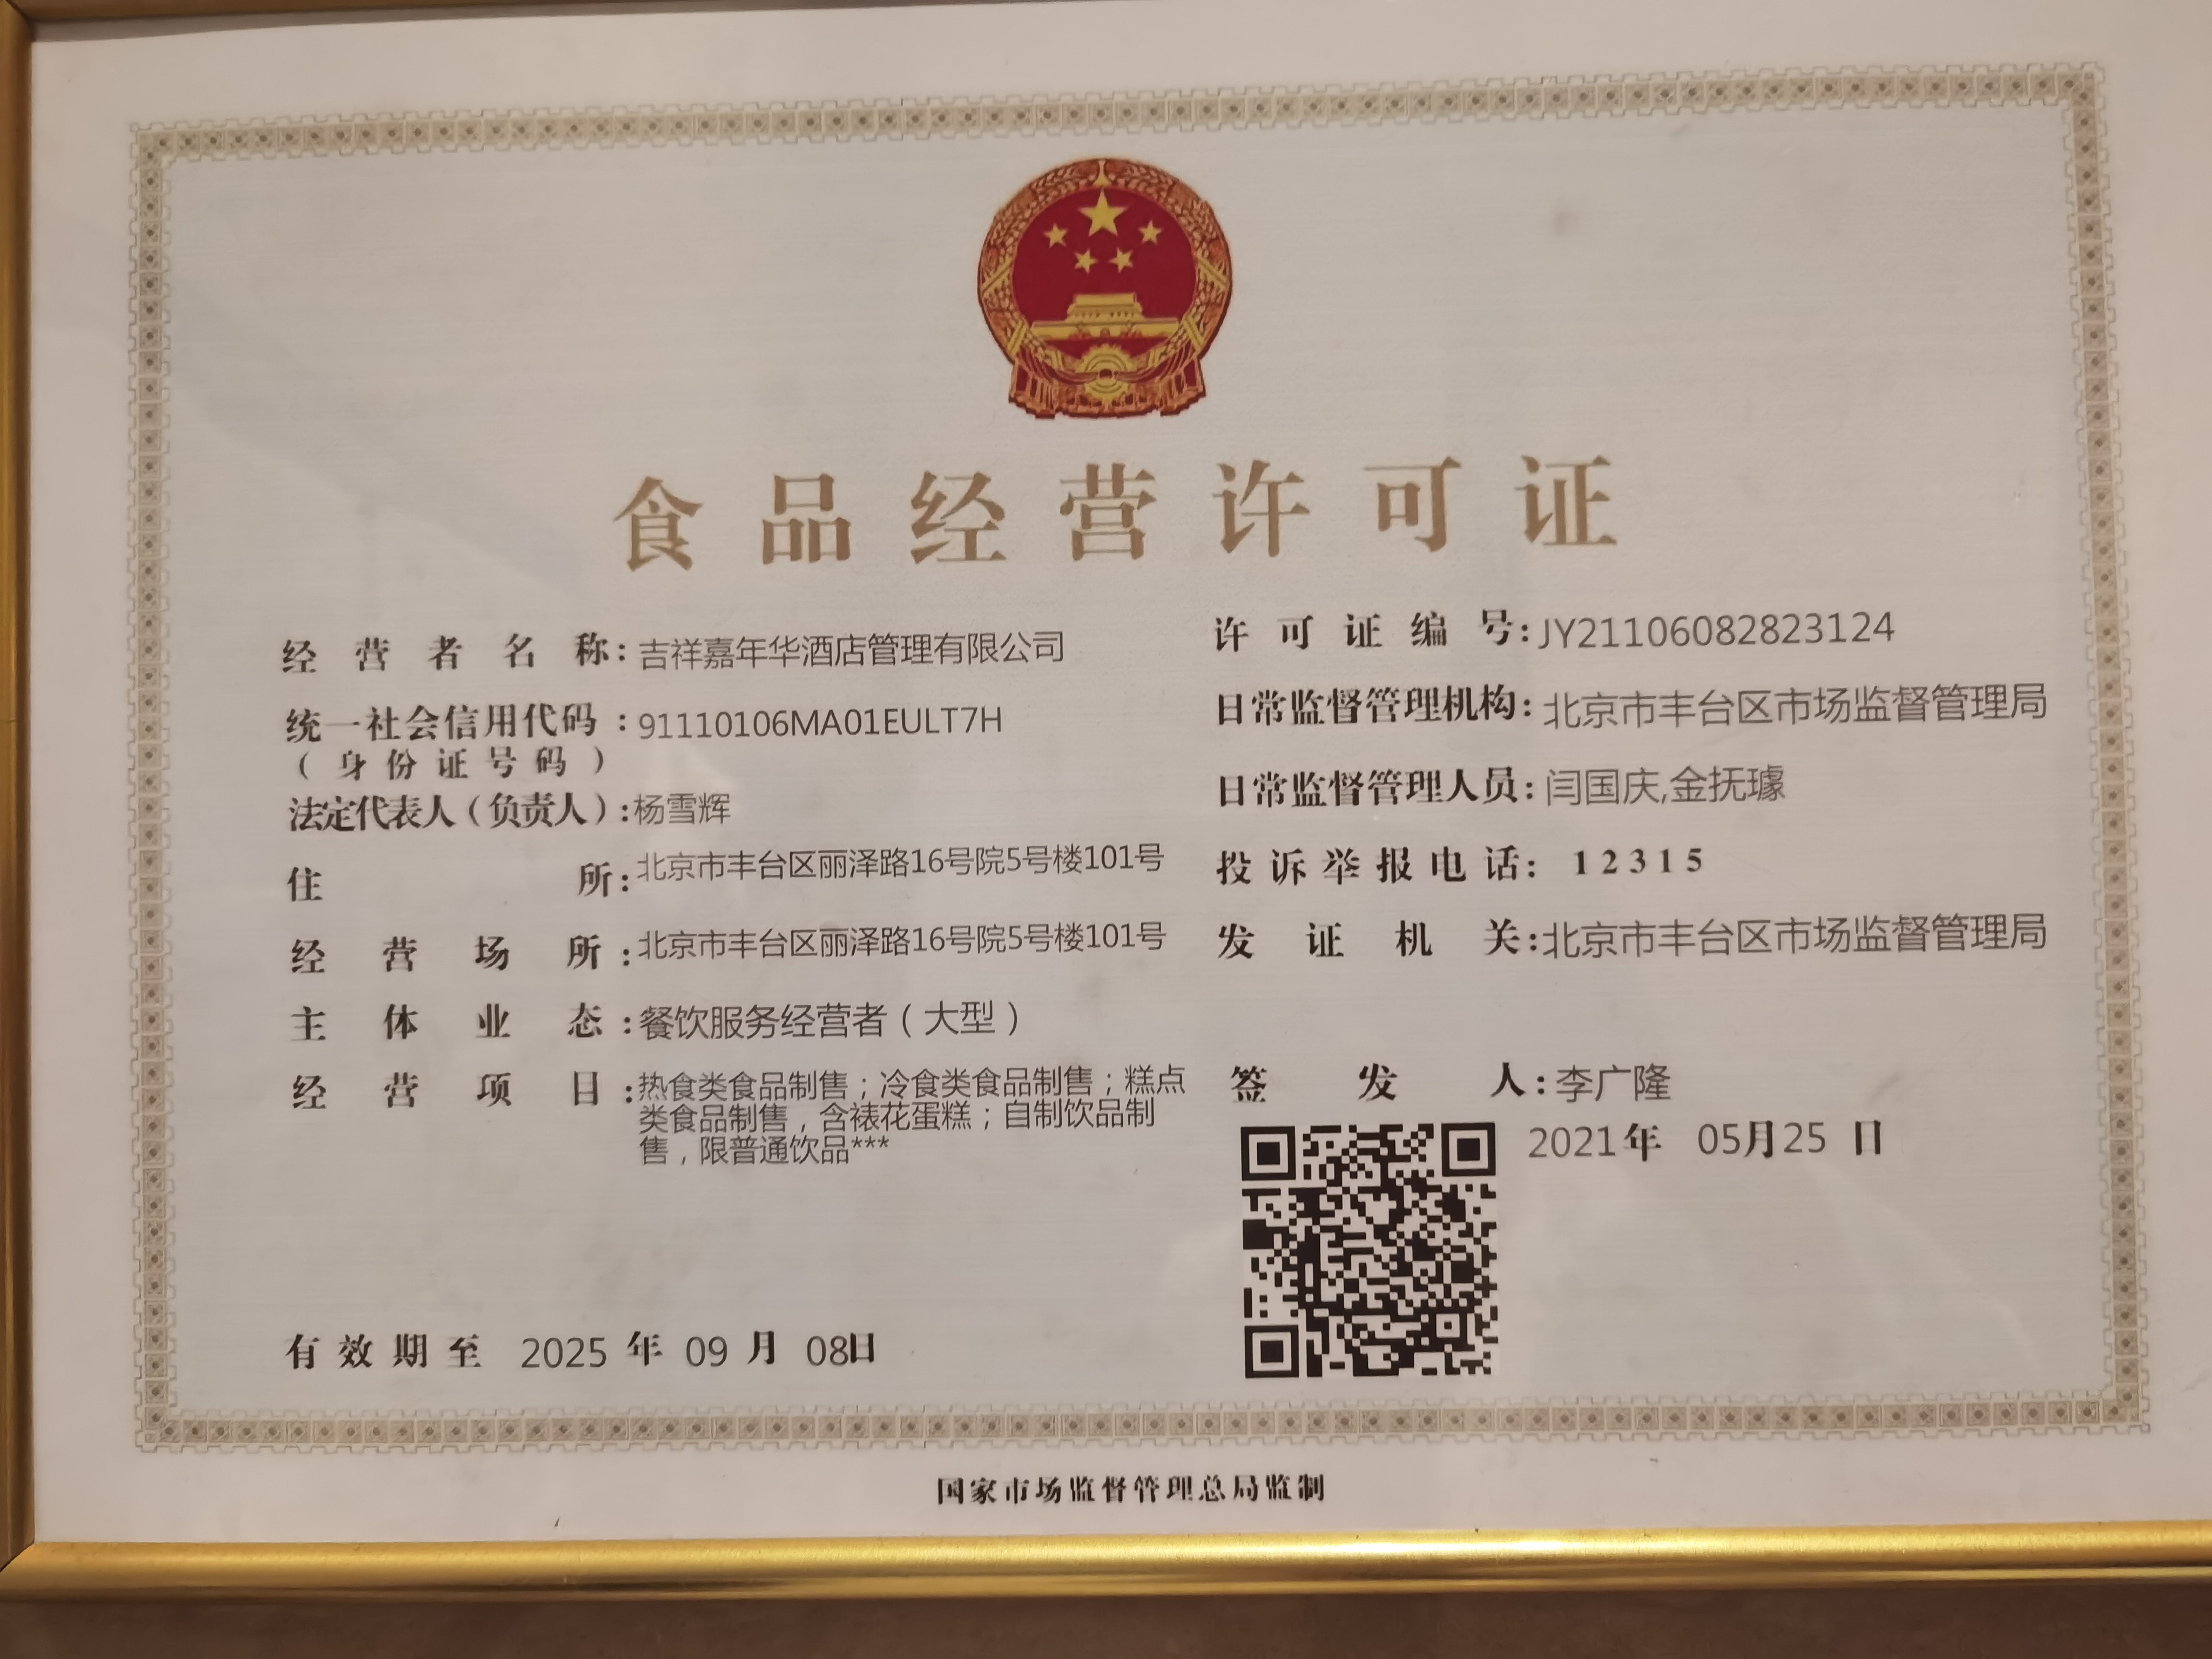 食品经营许可证
经营者名称:吉祥嘉年华酒店管理有限公司
统一社会信用代码:91110106MA01EULT7H
(身份证号码)
法定代表人(负责人):杨雪辉
住所:北京市丰台区丽泽路16号院5号楼101号
经营场所:北京市丰台区丽泽路16号院5号楼101号
主体业态:餐饮服务经营者(大型)
经营项目:热食类食品制售;冷食类食品制售;糕点
类食品制售,含裱花蛋糕;自制饮品制
售,限普通饮品***
有效期至 2025年09月08日
许可证编号:JY21106082823124
日常监督管理机构:北京市丰台区市场监督管理局
日常监督管理人员:闫国庆,金抚璩
投诉举报电话:12315
发证机关:北京市丰台区市场监督管理局
签发人:李广隆
2021年 05月25日
国家市场监督管理总局监制